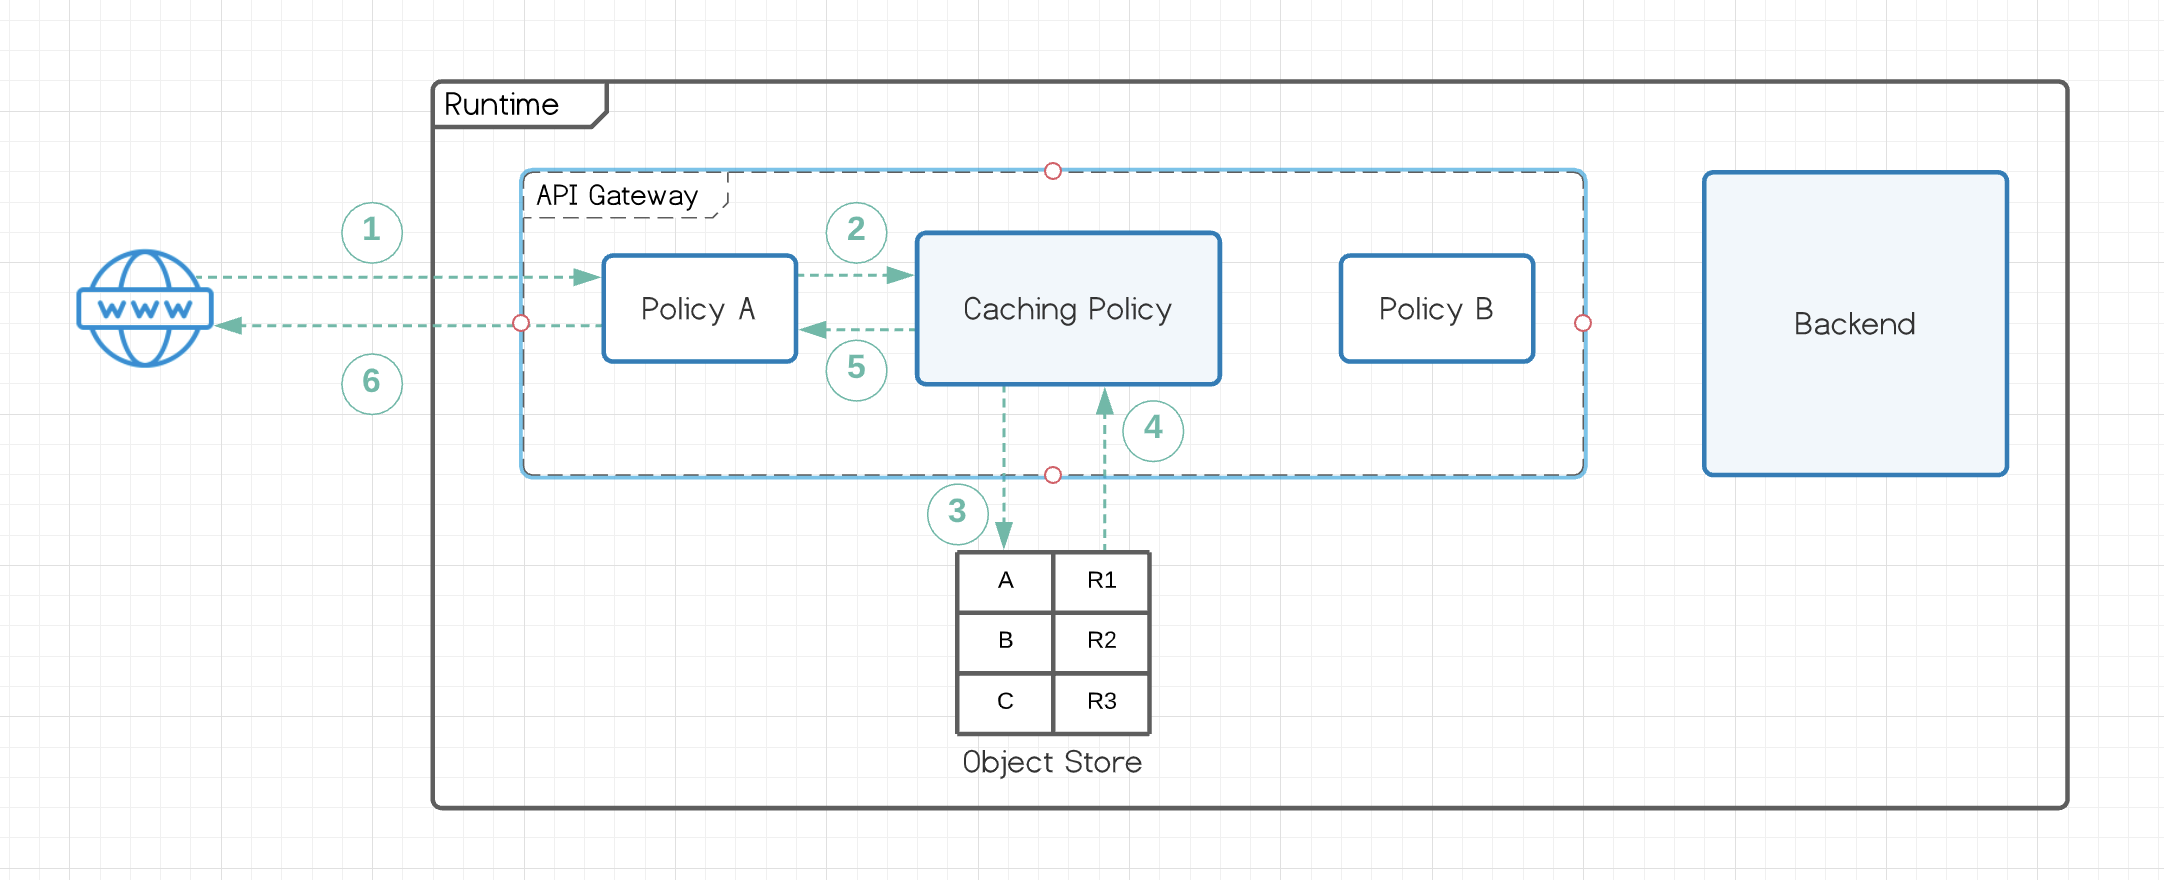 Runtime
API Gateway
1
2
WWW
Policy A
Caching Policy
Policy B
Backend
6
5
4
3
A R1
B R2
C R3
Object Store